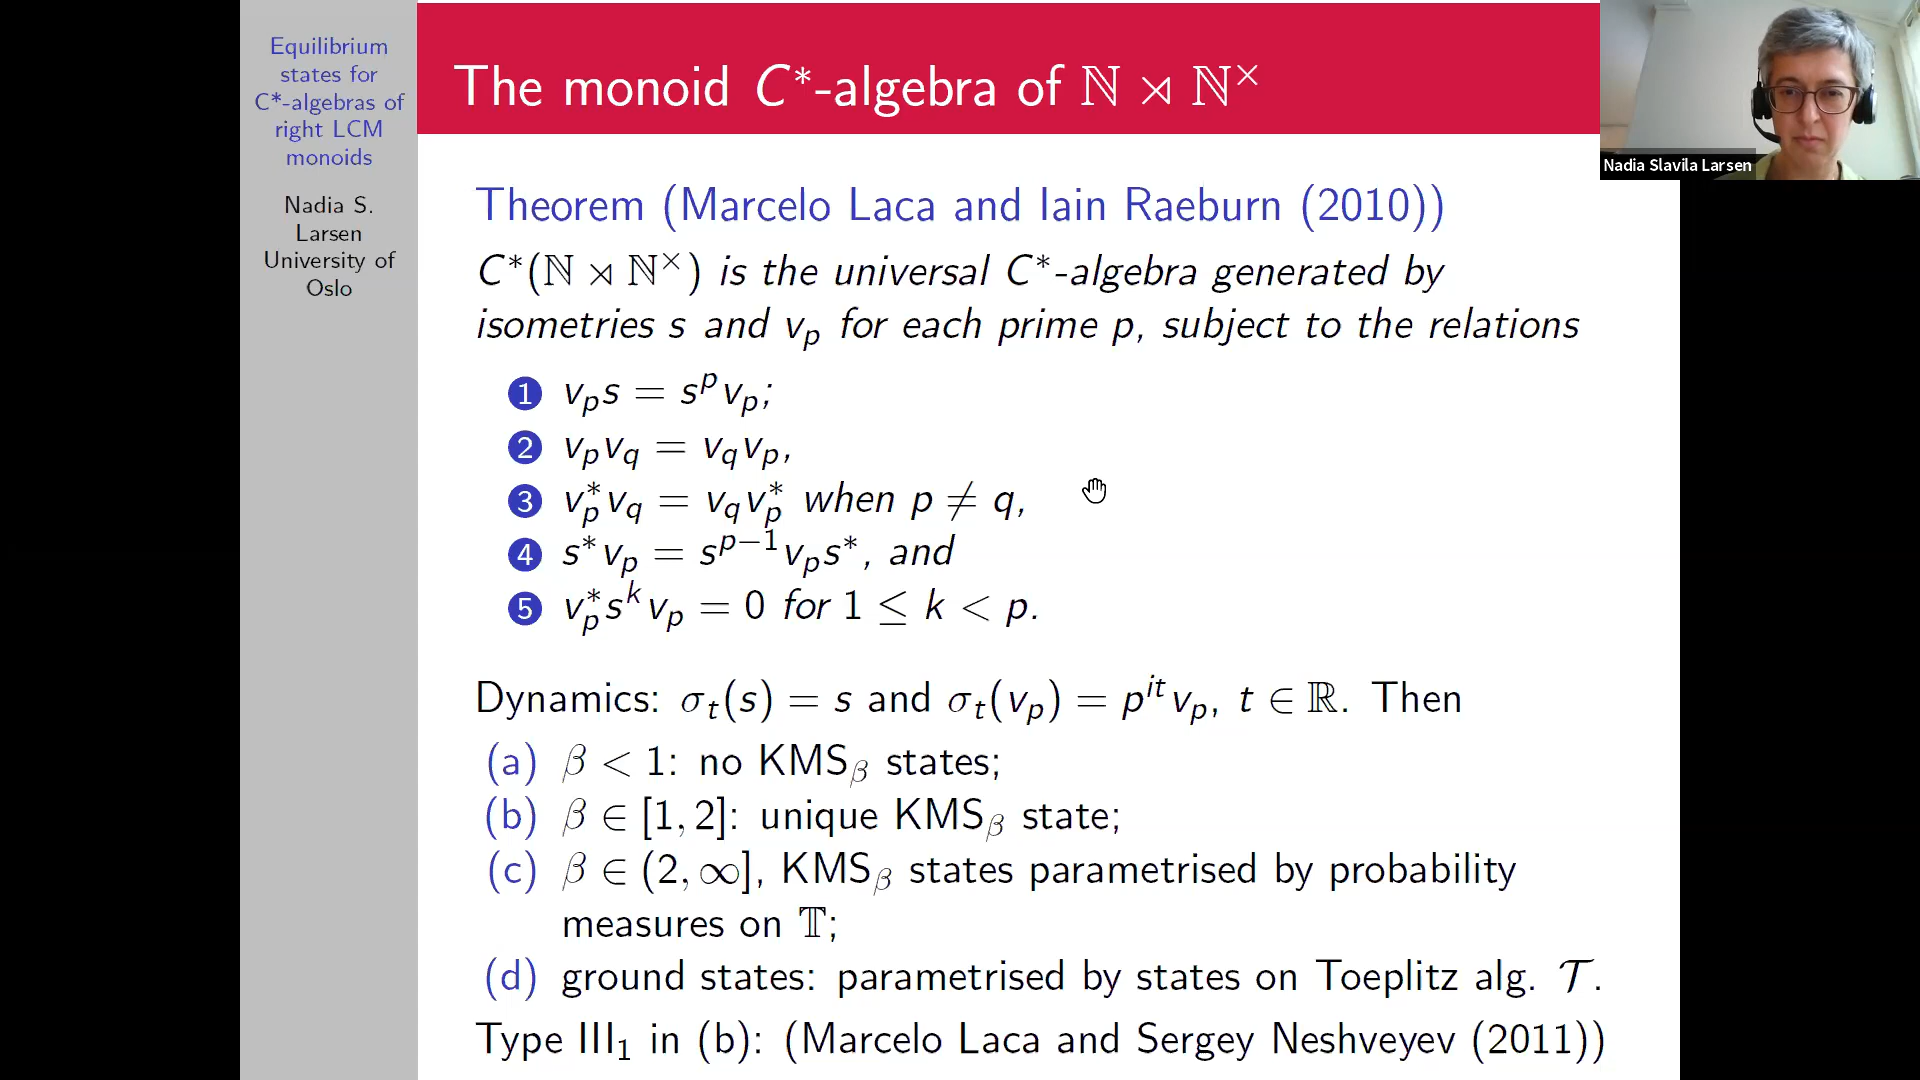 Equilibrium
states for
C*-algebras of
right LCM
monoids
Nadia S.
Larsen
University of
Oslo
The monoid C*-algebra of ℕ ⋊ ℕ^×
Nadia Slavila Larsen
Theorem (Marcelo Laca and Iain Raeburn (2010))
C*(ℕ ⋊ ℕ^×) is the universal C*-algebra generated by
isometries s and v_p for each prime p, subject to the relations
1 v_p s = s^p v_p;
2 v_p v_q = v_q v_p,
3 v_p^* v_q = v_q v_p^* when p ≠ q,
4 s^* v_p = s^{p−1} v_p s^*, and
5 v_p^* s^k v_p = 0 for 1 ≤ k < p.
Dynamics: σ_t(s) = s and σ_t(v_p) = p^{it} v_p, t ∈ ℝ. Then
(a) β < 1: no KMS_β states;
(b) β ∈ [1, 2]: unique KMS_β state;
(c) β ∈ (2, ∞], KMS_β states parametrised by probability
measures on 𝕋;
(d) ground states: parametrised by states on Toeplitz alg. 𝒯.
Type III_1 in (b): (Marcelo Laca and Sergey Neshveyev (2011))